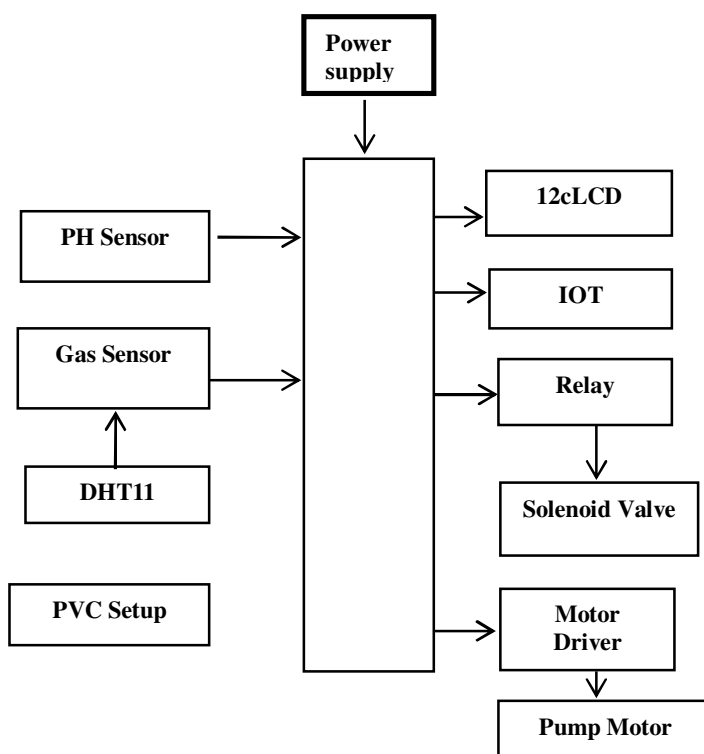 Power
supply
12cLCD
PH Sensor
IOT
Gas Sensor
Relay
DHT11
Solenoid Valve
PVC Setup
Motor
Driver
Pump Motor